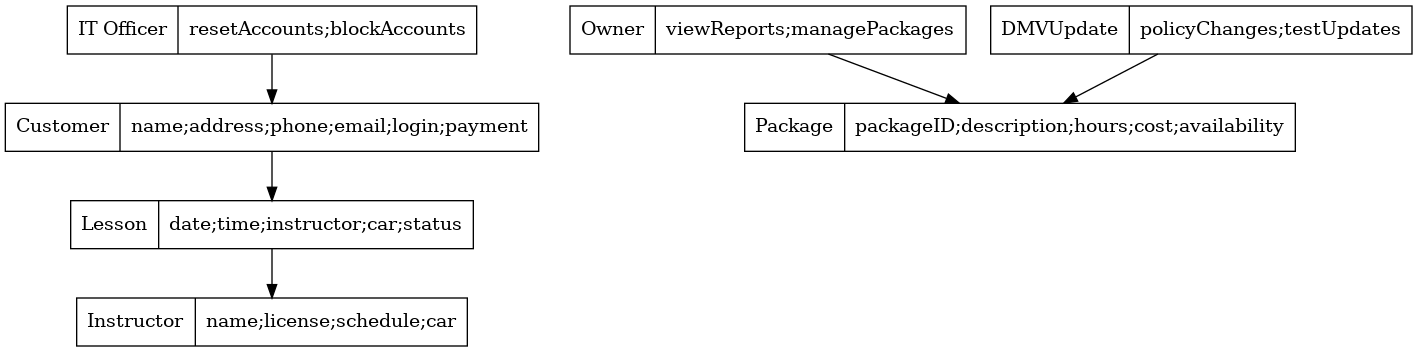 IT Officer resetAccounts;blockAccounts
Owner viewReports;managePackages
DMVUpdate policyChanges;testUpdates
Customer name;address;phone;email;login;payment
Package packageID;description;hours;cost;availability
Lesson date;time;instructor;car;status
Instructor name;license;schedule;car